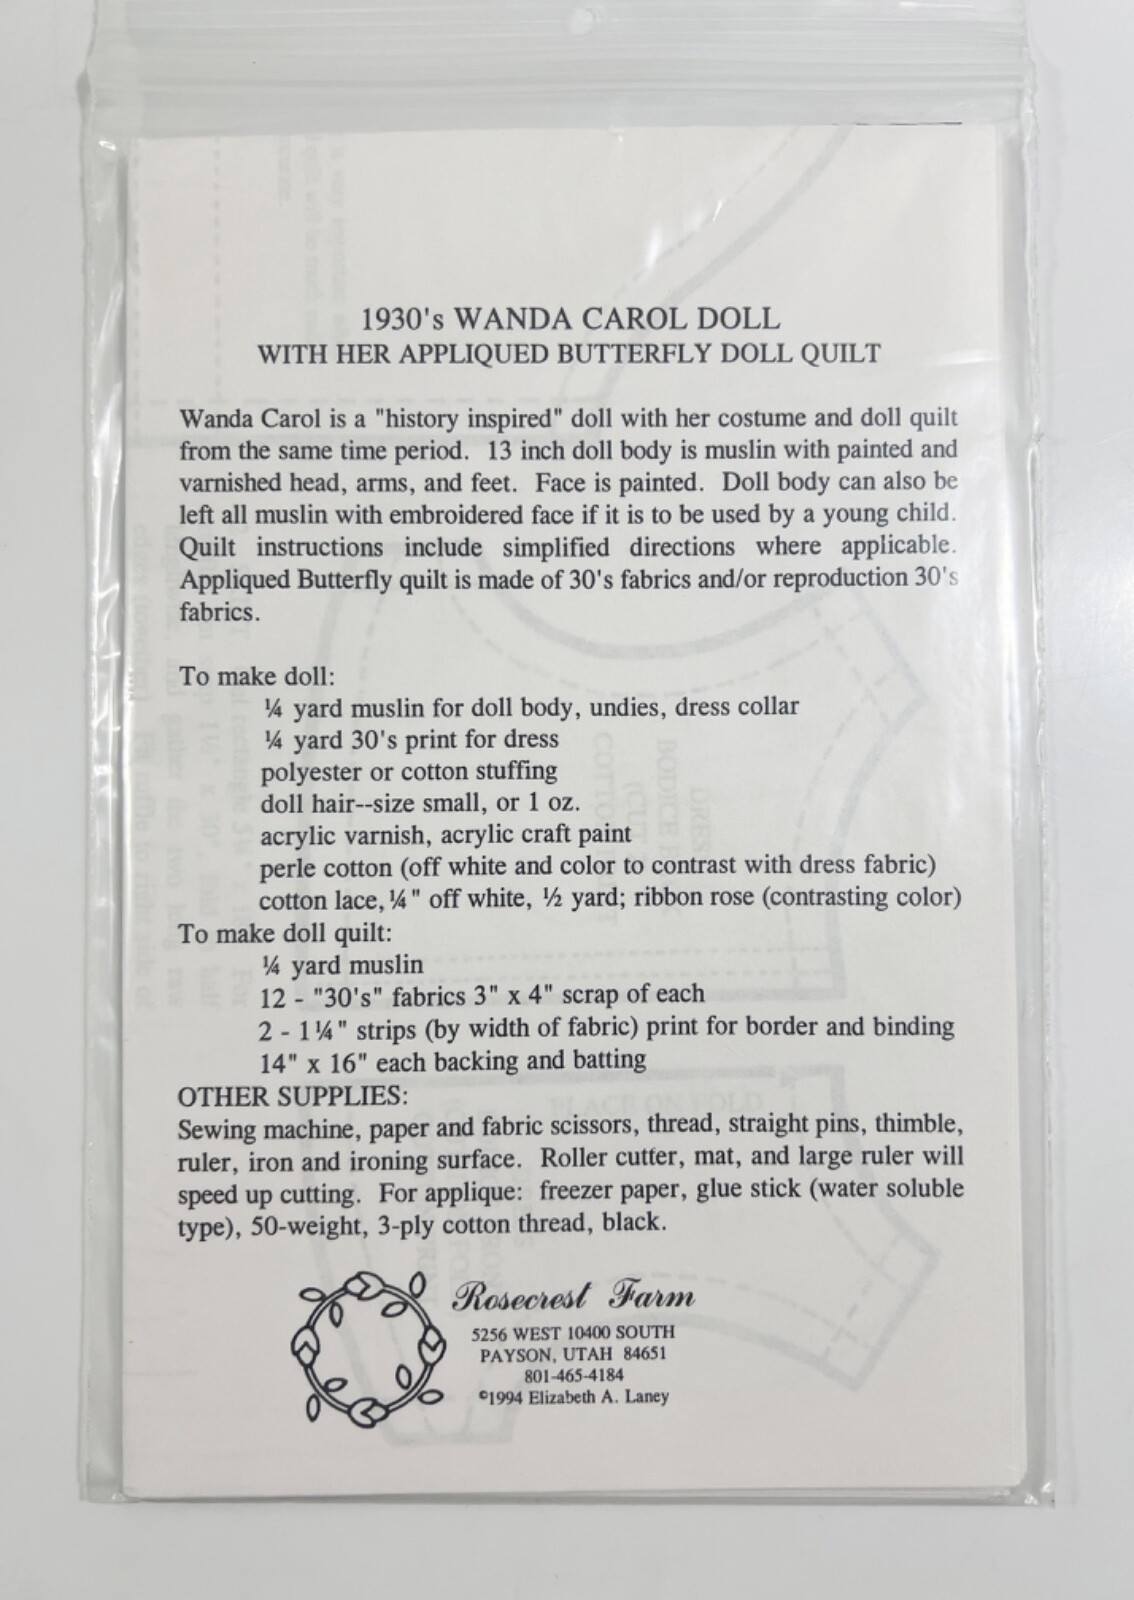 1930's WANDA CAROL DOLL
WITH HER APPLIQUED BUTTERFLY DOLL QUILT
Wanda Carol is a "history inspired" doll with her costume and doll quilt
from the same time period. 13 inch doll body is muslin with painted and
varnished head, arms, and feet. Face is painted. Doll body can also be
left all muslin with embroidered face if it is to be used by a young child.
Quilt instructions include simplified directions where applicable.
Appliqued Butterfly quilt is made of 30's fabrics and/or reproduction 30's
fabrics.
To make doll:
¼ yard muslin for doll body, undies, dress collar
¼ yard 30's print for dress
polyester or cotton stuffing
doll hair--size small, or 1 oz.
acrylic varnish, acrylic craft paint
perle cotton (off white and color to contrast with dress fabric)
cotton lace, ¼" off white, ½ yard; ribbon rose (contrasting color)
To make doll quilt:
¼ yard muslin
12 - "30's" fabrics 3" x 4" scrap of each
2 - 1¼" strips (by width of fabric) print for border and binding
14" x 16" each backing and batting
OTHER SUPPLIES:
Sewing machine, paper and fabric scissors, thread, straight pins, thimble,
ruler, iron and ironing surface. Roller cutter, mat, and large ruler will
speed up cutting. For applique: freezer paper, glue stick (water soluble
type), 50-weight, 3-ply cotton thread, black.
Rosecrest Farm
5256 WEST 10400 SOUTH
PAYSON, UTAH 84651
801-465-4184
©1994 Elizabeth A. Laney
PLACE ON FOLD